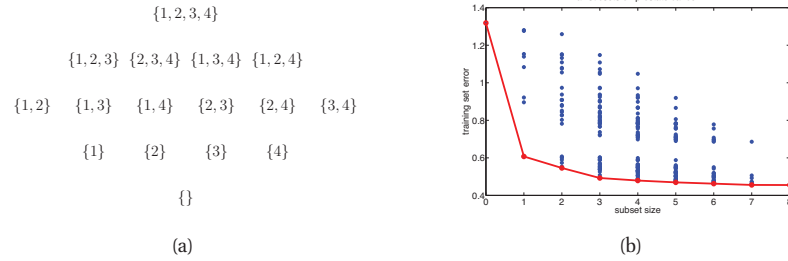 {1, 2, 3, 4}
{1, 2, 3} {2, 3, 4} {1, 3, 4} {1, 2, 4}
{1, 2} {1, 3} {1, 4} {2, 3} {2, 4} {3, 4}
{1} {2} {3} {4}
{}
(a)
1.4
1.2
1
0.8
0.6
0.4
training set error
0 1 2 3 4 5 6 7
subset size
(b)